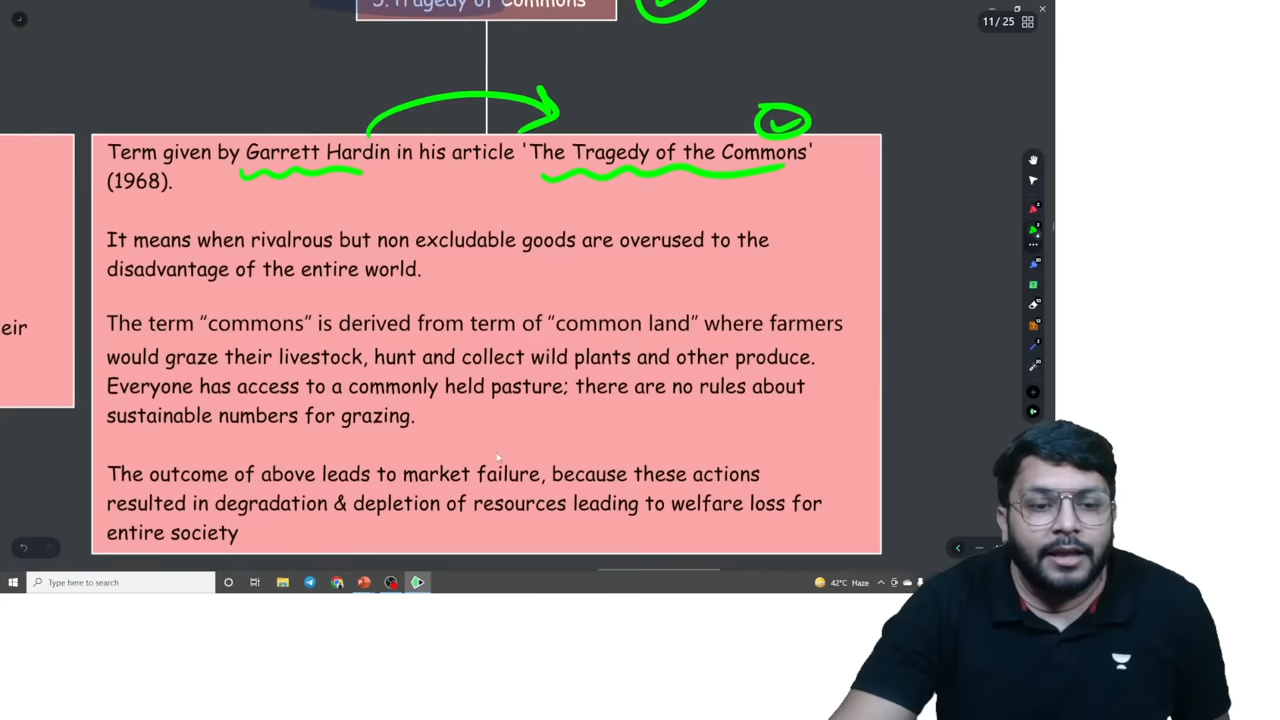 3. Tragedy of Commons
11/25
Term given by Garrett Hardin in his article 'The Tragedy of the Commons'
(1968).
It means when rivalrous but non excludable goods are overused to the
disadvantage of the entire world.
eir
The term “commons” is derived from term of “common land” where farmers
would graze their livestock, hunt and collect wild plants and other produce.
Everyone has access to a commonly held pasture; there are no rules about
sustainable numbers for grazing.
The outcome of above leads to market failure, because these actions
resulted in degradation & depletion of resources leading to welfare loss for
entire society
Type here to search
42°C Haze